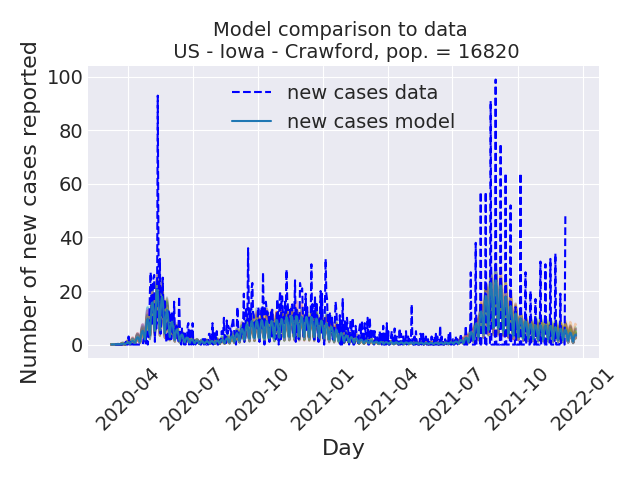 Model comparison to data
US - Iowa - Crawford, pop. = 16820
Number of new cases reported
100
80
60
40
20
0
new cases data
new cases model
2020-04
2020-07
2020-10
2021-01
2021-04
2021-07
2021-10
2022-01
Day